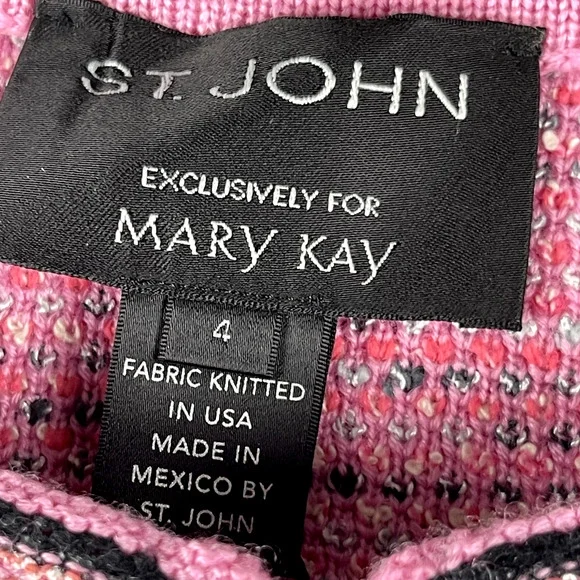 ST. JOHN
EXCLUSIVELY FOR
MARY KAY
4
FABRIC KNITTED
IN USA
MADE IN
MEXICO BY
ST. JOHN